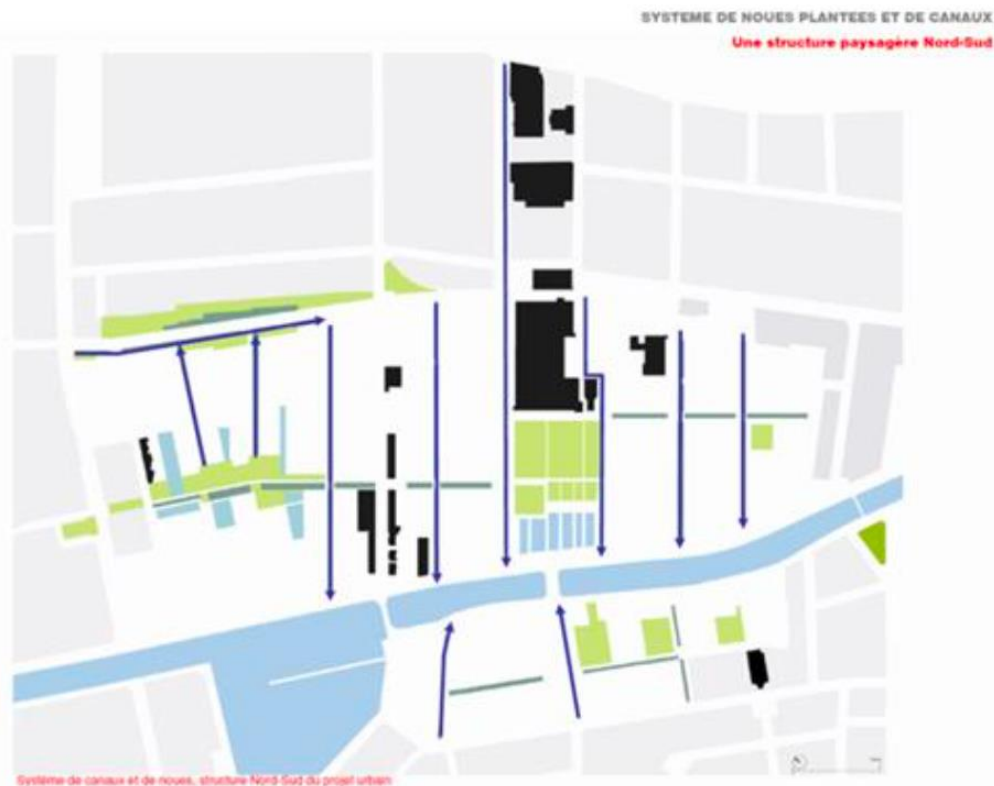 SYSTEME DE NOUES PLANTEES ET DE CANAUX
Une structure paysagère Nord-Sud
Système de canaux et de noues, structure Nord-Sud du projet urbain